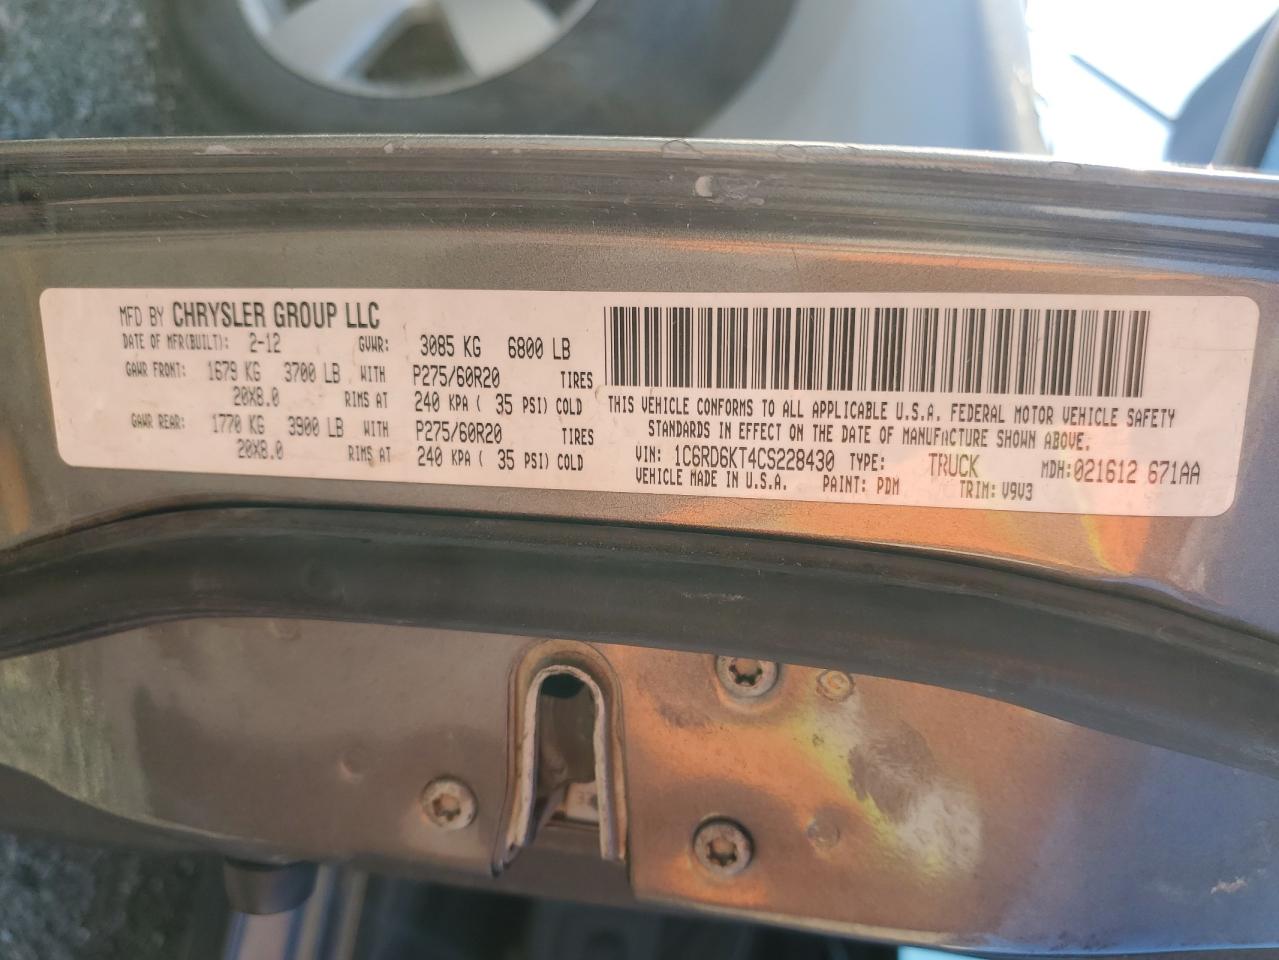 MFD BY CHRYSLER GROUP LLC
DATE OF MFR(BUILT): 2-12 GVWR: 3085 KG 6800 LB
GAWR FRONT: 1679 KG 3700 LB WITH P275/60R20 TIRES
20X8.0 RIMS AT 240 KPA ( 35 PSI) COLD
GAWR REAR: 1770 KG 3900 LB WITH P275/60R20 TIRES
20X8.0 RIMS AT 240 KPA ( 35 PSI) COLD
THIS VEHICLE CONFORMS TO ALL APPLICABLE U.S.A. FEDERAL MOTOR VEHICLE SAFETY
STANDARDS IN EFFECT ON THE DATE OF MANUFACTURE SHOWN ABOVE.
VIN: 1C6RD6KT4CS228430 TYPE: TRUCK MDH:021612 671AA
VEHICLE MADE IN U.S.A. PAINT: PDM TRIM: V9V3